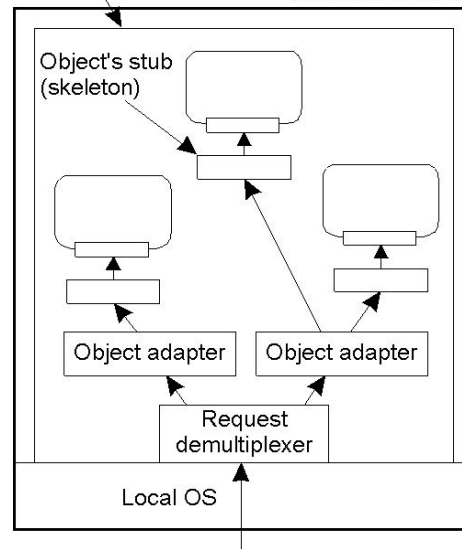 Object's stub
(skeleton)
Object adapter
Object adapter
Request
demultiplexer
Local OS